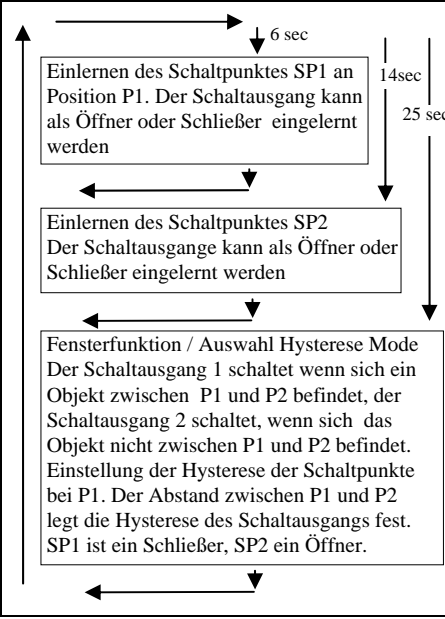 6 sec
Einlernen des Schaltpunktes SP1 an
Position P1. Der Schaltausgang kann
als Öffner oder Schließer eingelernt
werden
14sec
25 sec
Einlernen des Schaltpunktes SP2
Der Schaltausgange kann als Öffner oder
Schließer eingelernt werden
Fensterfunktion / Auswahl Hysterese Mode
Der Schaltausgang 1 schaltet wenn sich ein
Objekt zwischen P1 und P2 befindet, der
Schaltausgang 2 schaltet, wenn sich das
Objekt nicht zwischen P1 und P2 befindet.
Einstellung der Hysterese der Schaltpunkte
bei P1. Der Abstand zwischen P1 und P2
legt die Hysterese des Schaltausgangs fest.
SP1 ist ein Schließer, SP2 ein Öffner.